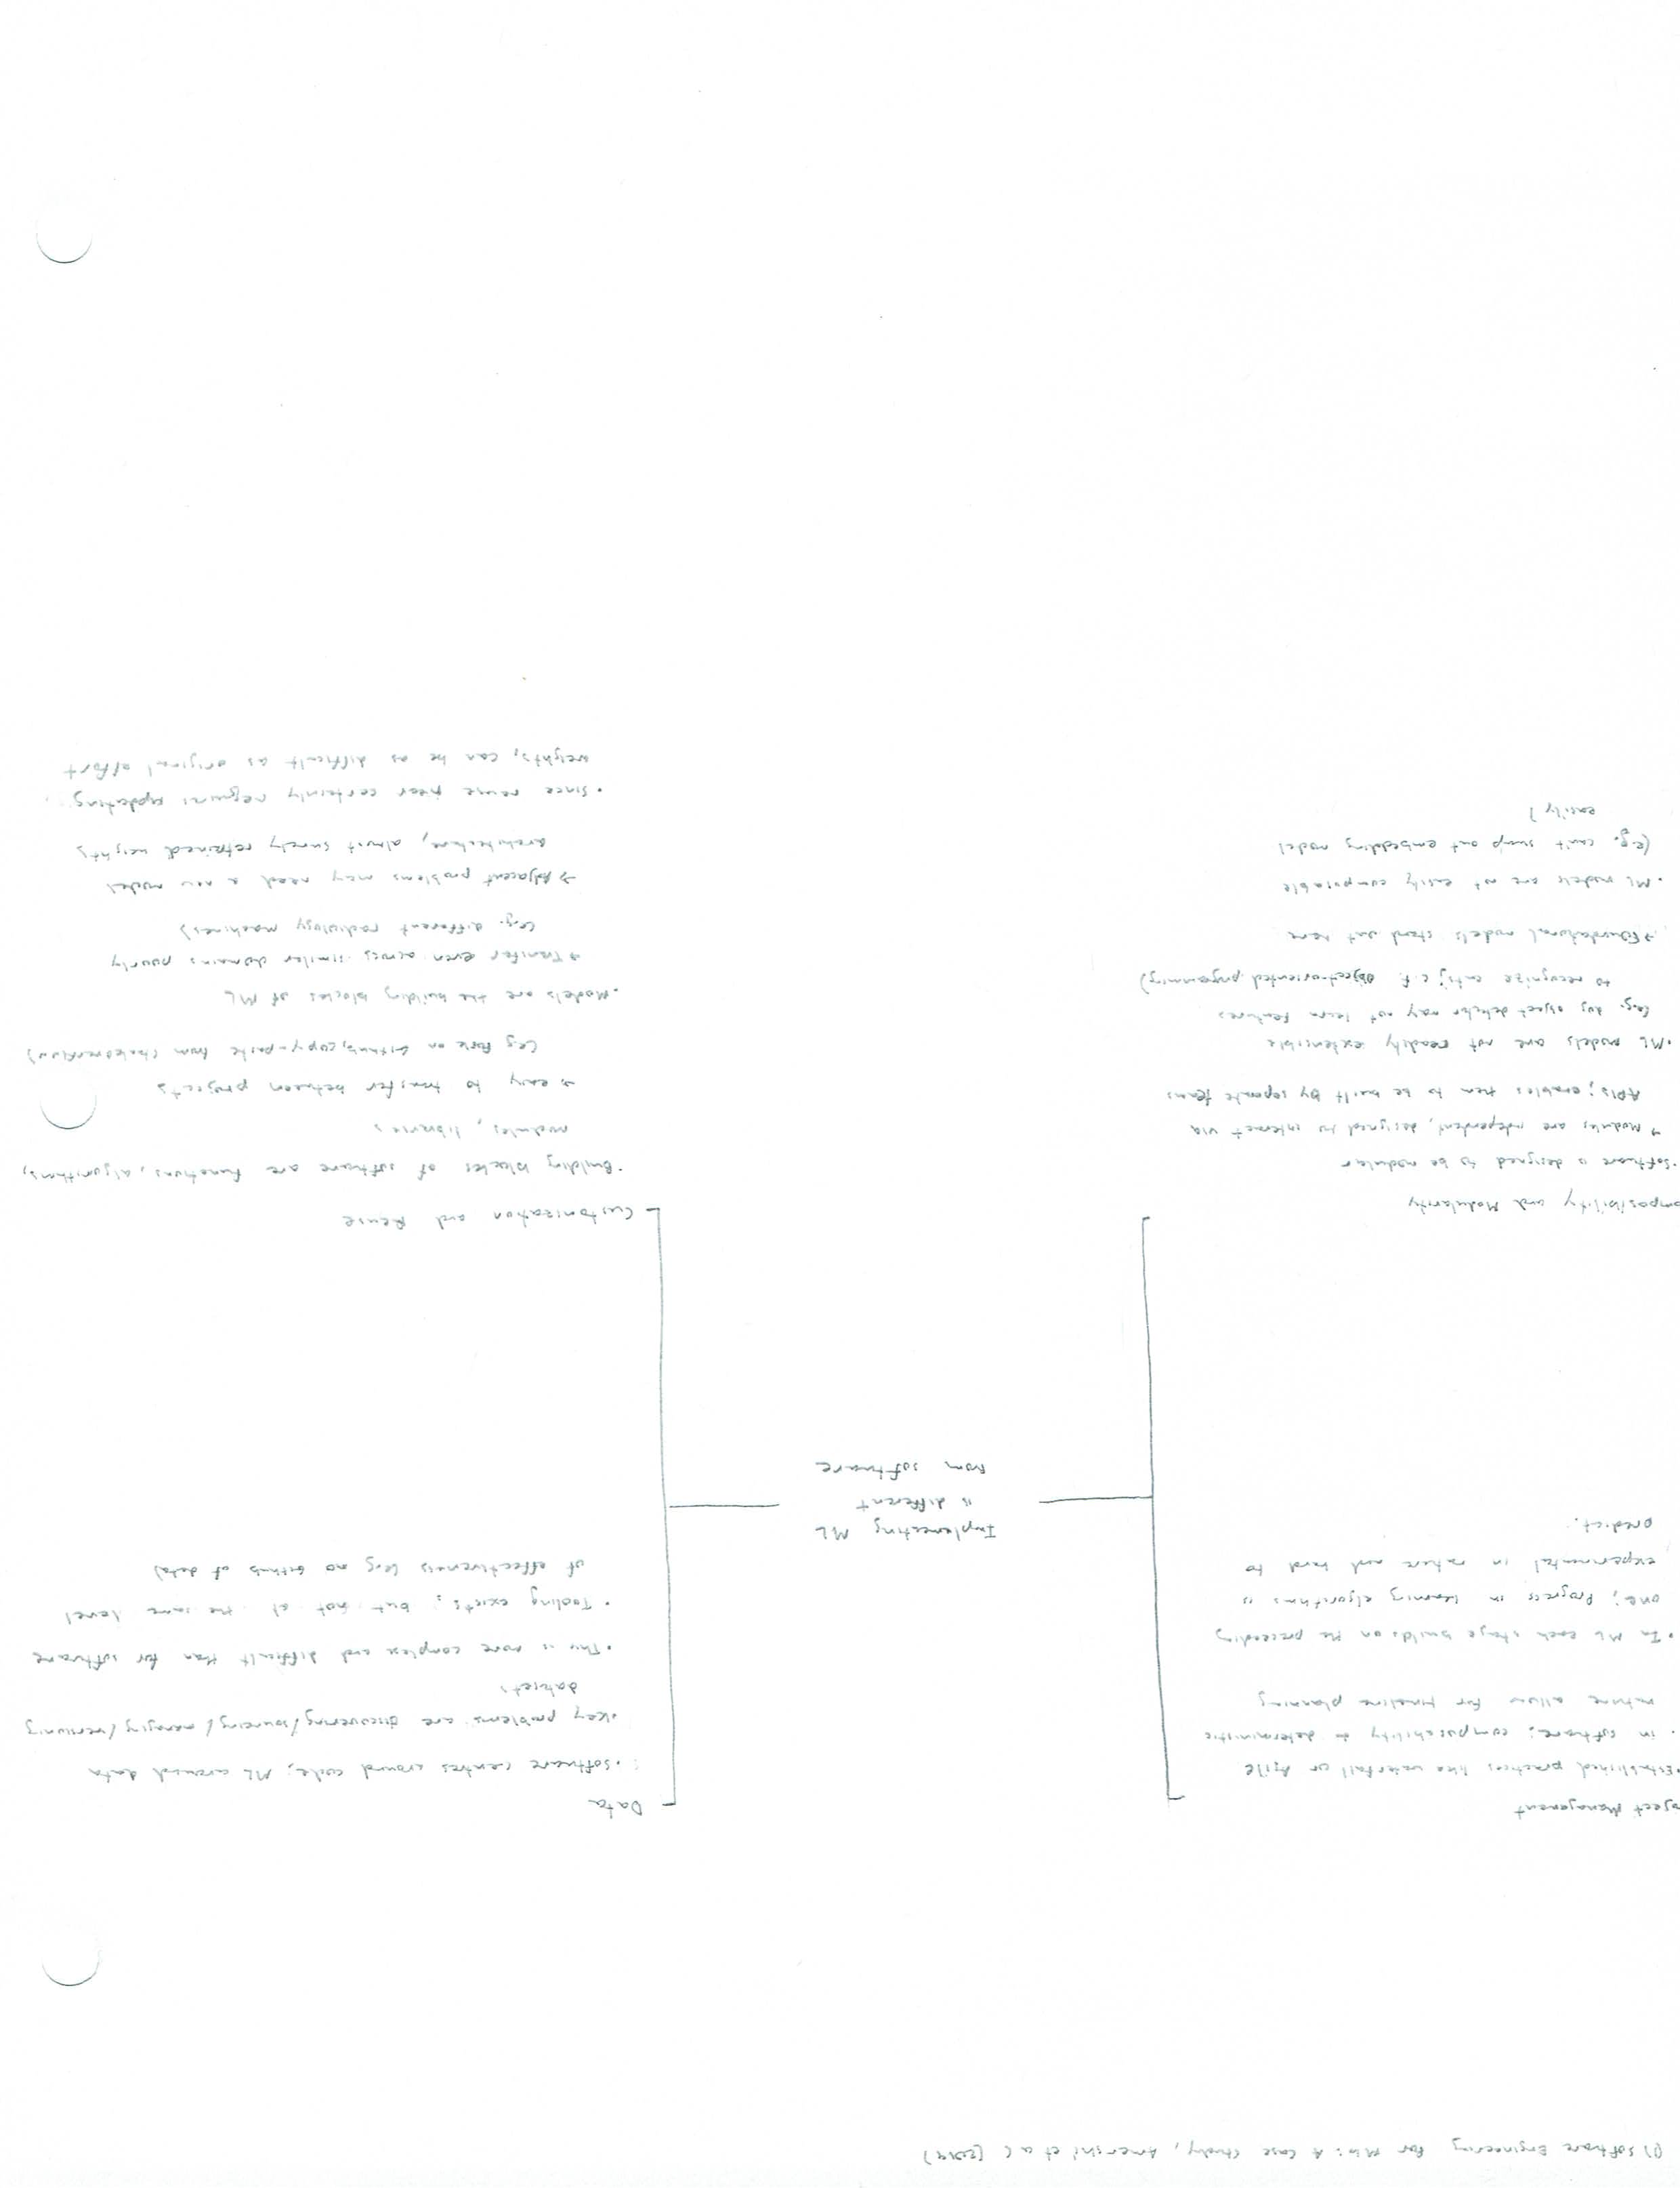 (1) Software Engineering for ML: A Case Study, Amershi et al (2019)
oject Management
•Established practices like waterfall or Agile
• in software; composability & deterministic
nature allow for timeline planning
• In ML each stage builds on the preceeding
one; Progress in learning algorithms is
experimental in nature and hard to
predict.
omposibility and Modularity
•Software is designed to be modular
→ Modules are independent, designed to interact via
APIs; enables them to be built by separate teams
•ML models are not readily extensible
(e.g. dog object detector may not learn features
to recognize cats; c.f. object-oriented programming)
→ Foundational models stand out here
• ML models are not easily composable
(e.g. can't swap out embedding model
easily)
Implementing ML
is different
from software
Data
• Software centres around code; ML around data
•Key problems are discovering/sourcing/managing/versioning
datasets
• This is more complex and difficult than for software
• Tooling exists, but not at the same level
of effectiveness (e.g no Github of data)
Customization and Reuse
•Building blocks of software are functions, algorithms,
modules, libraries
→ easy to transfer between projects
(e.g fork on Github, copy-paste from Stackoverflow)
• Models are the building blocks of ML
→ Transfer even across similar domains poorly
(e.g. different radiology machines)
→ Adjacent problems may need a new model
architecture, almost surely retrained weights
• Since reuse near certainly requires updating
weights, can be as difficult as original effort